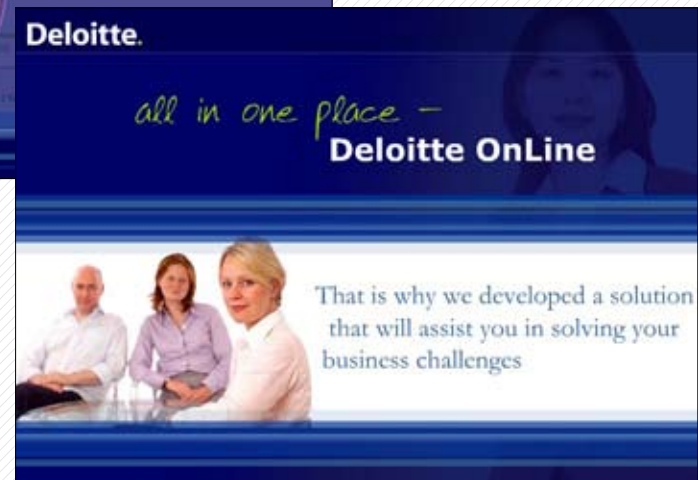 Deloitte.
all in one place –
Deloitte OnLine
That is why we developed a solution
that will assist you in solving your
business challenges